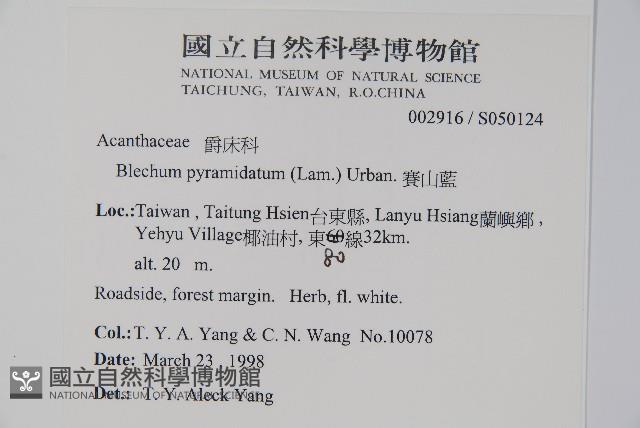 國立自然科學博物館
NATIONAL MUSEUM OF NATURAL SCIENCE
TAICHUNG, TAIWAN, R.O.CHINA
002916 / S050124
Acanthaceae 爵床科
Blechum pyramidatum (Lam.) Urban. 賽山藍
Loc.:Taiwan , Taitung Hsien台東縣, Lanyu Hsiang蘭嶼鄉 ,
Yehyu Village椰油村, 東60線32km.
80
alt. 20 m.
Roadside, forest margin. Herb, fl. white.
Col.:T. Y. A. Yang & C. N. Wang No.10078
Date: March 23 1998
Det.: T. Y. Aleck Yang
國立自然科學博物館
NATIONAL MUSEUM OF NATURAL SCIENCE